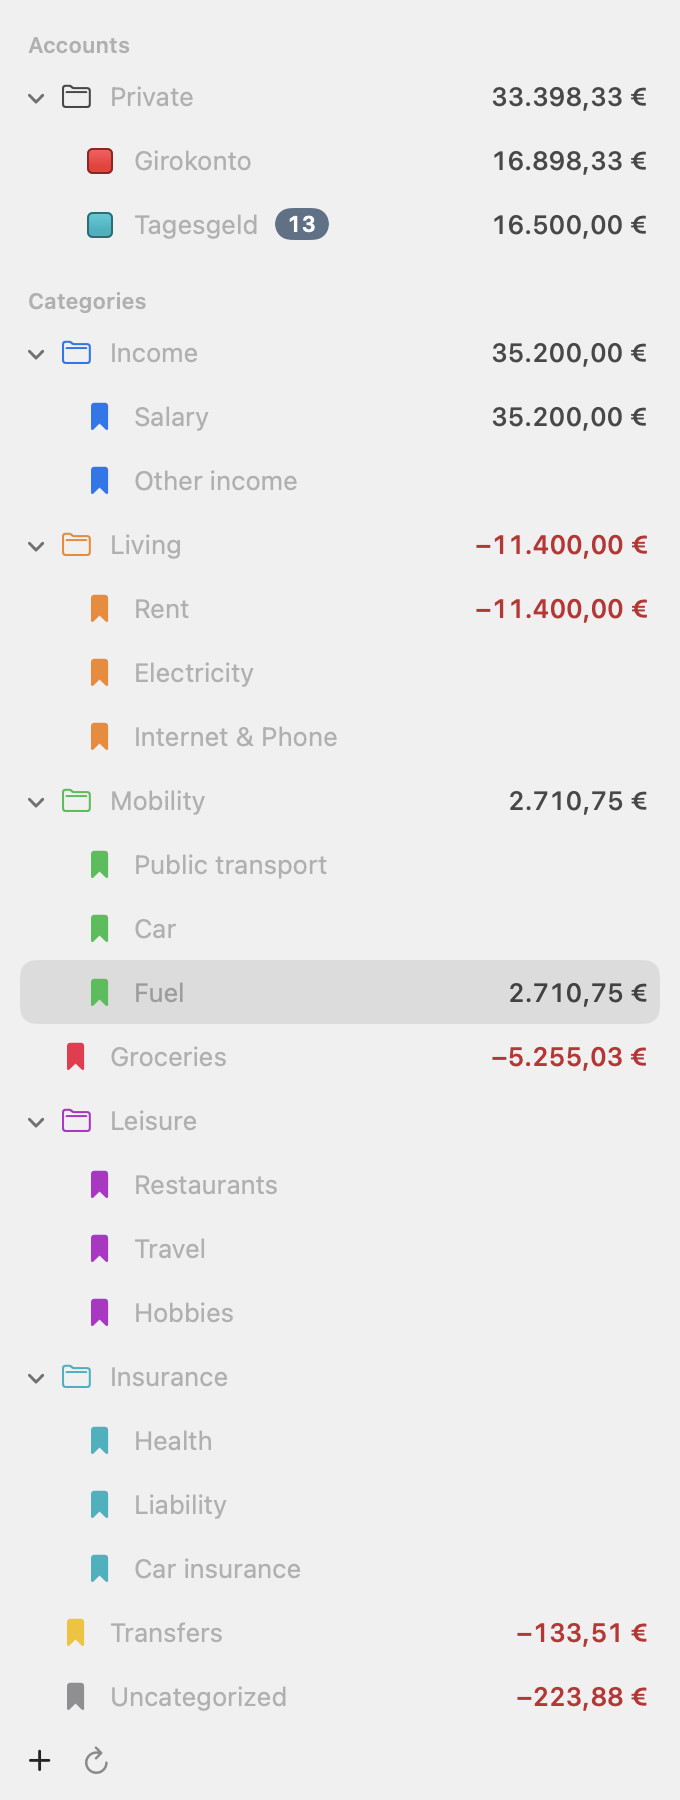 Accounts
Private 33.398,33 €
Girokonto 16.898,33 €
Tagesgeld 13 16.500,00 €
Categories
Income 35.200,00 €
Salary 35.200,00 €
Other income
Living –11.400,00 €
Rent –11.400,00 €
Electricity
Internet & Phone
Mobility 2.710,75 €
Public transport
Car
Fuel 2.710,75 €
Groceries –5.255,03 €
Leisure
Restaurants
Travel
Hobbies
Insurance
Health
Liability
Car insurance
Transfers –133,51 €
Uncategorized –223,88 €